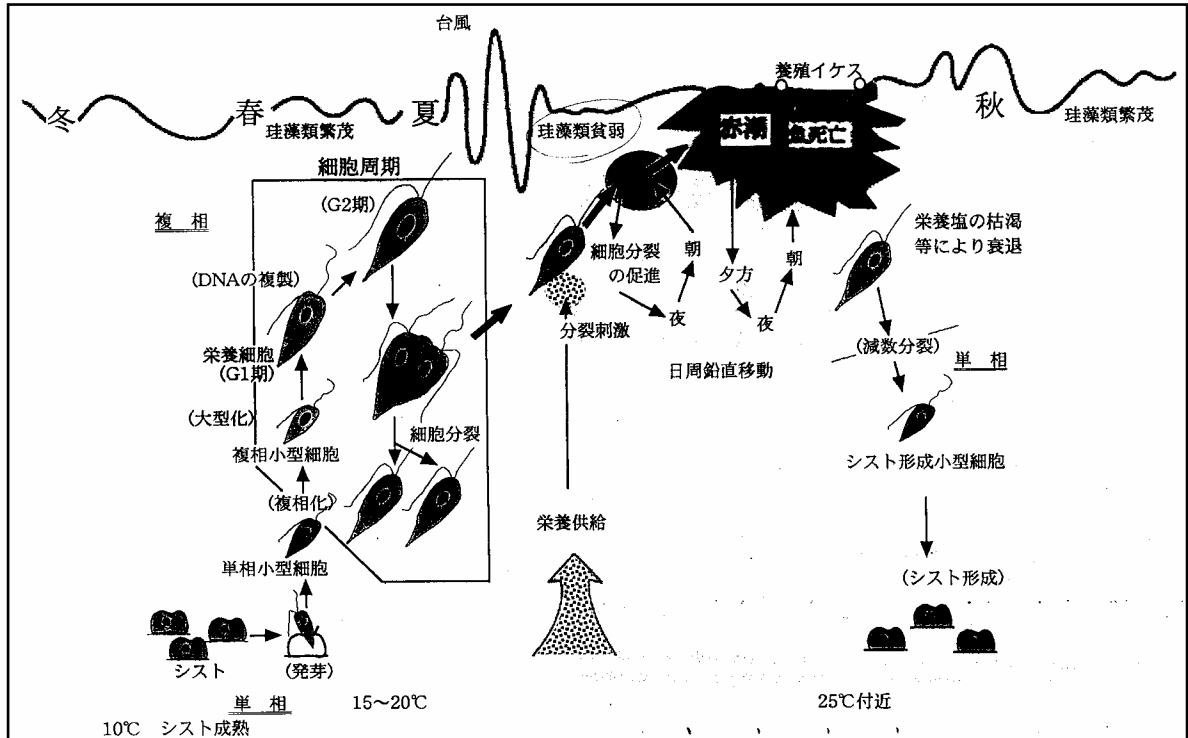 台風
養殖イケス
冬
春
夏
秋
珪藻類繁茂
珪藻類貧弱
珪藻類繁茂
赤潮
魚死亡
細胞周期
(G2期)
複 相
(DNAの複製)
栄養細胞
(G1期)
(大型化)
複相小型細胞
(複相化)
単相小型細胞
細胞分裂
シスト
(発芽)
単 相
15~20℃
10℃ シスト成熟
細胞分裂
の促進
朝
夜
分裂刺激
夕方
夜
朝
日周鉛直移動
栄養供給
栄養塩の枯渇
等により衰退
(減数分裂)
単 相
シスト形成小型細胞
(シスト形成)
25℃付近